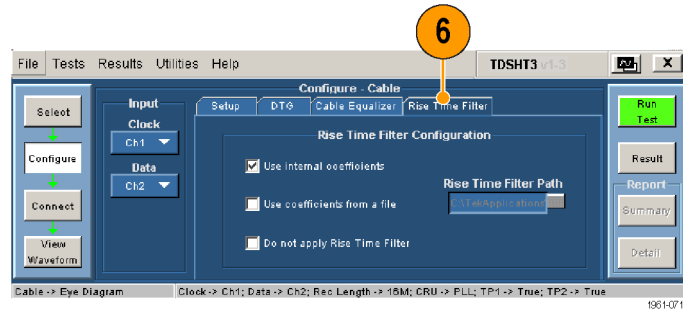 6
File Tests Results Utilities Help TDSHT3 v1.3
Configure - Cable
Select
Configure
Connect
View
Waveform
Input
Clock
Ch1
Data
Ch2
Setup DTG Cable Equalizer Rise Time Filter
Rise Time Filter Configuration
Use internal coefficients
Use coefficients from a file
Do not apply Rise Time Filter
Rise Time Filter Path
C:\TekApplications
Run
Test
Result
Report
Summary
Detail
Cable -> Eye Diagram Clock -> Ch1; Data -> Ch2; Rec Length -> 16M; CRU -> PLL; TP1 -> True; TP2 -> True
1961-071